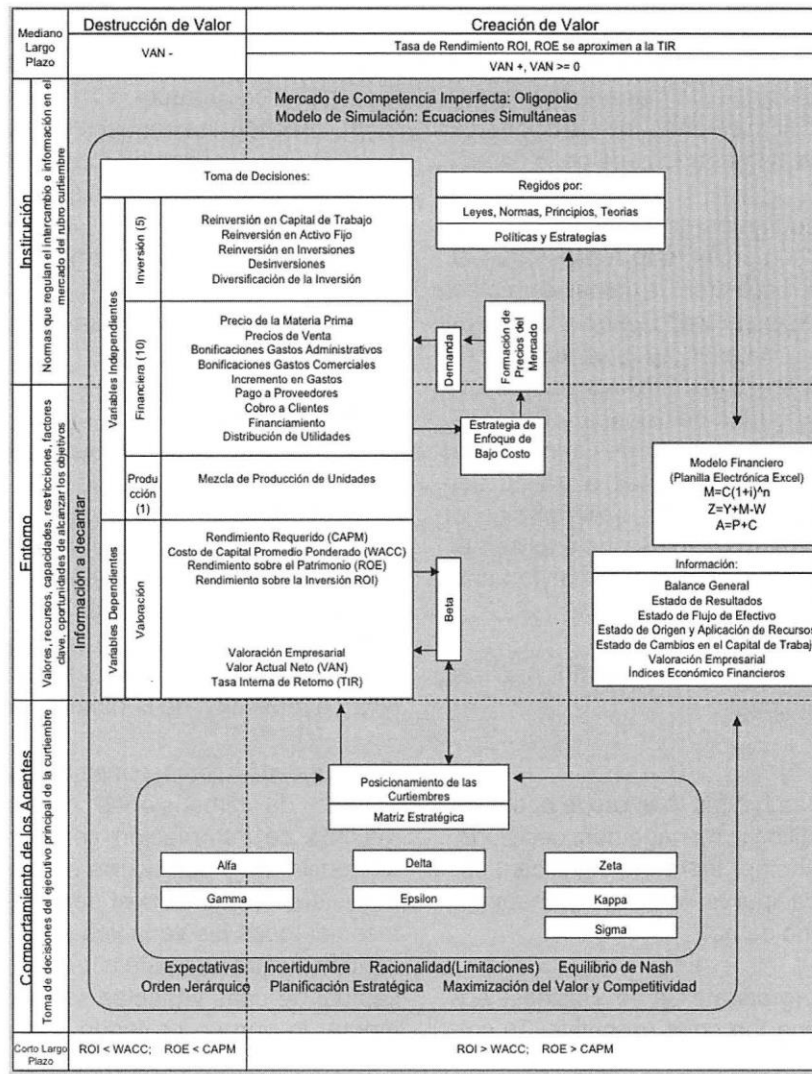 Mediano
Largo
Plazo
Destrucción de Valor
Creación de Valor
VAN -
Tasa de Rendimiento ROI, ROE se aproximen a la TIR
VAN +, VAN >= 0
Institución
Normas que regulan el intercambio e información en el
mercado del rubro curtiembre
Mercado de Competencia Imperfecta: Oligopolio
Modelo de Simulación: Ecuaciones Simultáneas
Toma de Decisiones:
Variables Independientes
Inversión (5)
Reinversión en Capital de Trabajo
Reinversión en Activo Fijo
Reinversión en Inversiones
Desinversiones
Diversificación de la Inversión
Financiera (10)
Precio de la Materia Prima
Precios de Venta
Bonificaciones Gastos Administrativos
Bonificaciones Gastos Comerciales
Incremento en Gastos
Pago a Proveedores
Cobro a Clientes
Financiamiento
Distribución de Utilidades
Produ
cción
(1)
Mezcla de Producción de Unidades
Variables Dependientes
Valoración
Rendimiento Requerido (CAPM)
Costo de Capital Promedio Ponderado (WACC)
Rendimiento sobre el Patrimonio (ROE)
Rendimiento sobre la Inversión ROI)
Valoración Empresarial
Valor Actual Neto (VAN)
Tasa Interna de Retorno (TIR)
Regidos por:
Leyes, Normas, Principios, Teorias
Políticas y Estrategias
Demanda
Formación de
Precios del
Mercado
Estrategia de
Enfoque de
Bajo Costo
Beta
Entorno
Valores, recursos, capacidades, restricciones, factores
clave, oportunidades de alcanzar los objetivos
Información a decantar
Modelo Financiero
(Planilla Electrónica Excel)
M=C(1+i)^n
Z=Y+M-W
A=P+C
Información:
Balance General
Estado de Resultados
Estado de Flujo de Efectivo
Estado de Origen y Aplicación de Recursos
Estado de Cambios en el Capital de Trabaj
Valoración Empresarial
Índices Económico Financieros
Comportamiento de los Agentes
Toma de decisiones del ejecutivo principal de la curtiembre
Posicionamiento de las
Curtiembres
Matriz Estratégica
Alfa
Delta
Zeta
Gamma
Epsilon
Kappa
Sigma
Expectativas Incertidumbre Racionalidad(Limitaciones) Equilibrio de Nash
Orden Jerárquico Planificación Estratégica Maximización del Valor y Competitividad
Corto Largo
Plazo
ROI < WACC; ROE < CAPM
ROI > WACC; ROE > CAPM